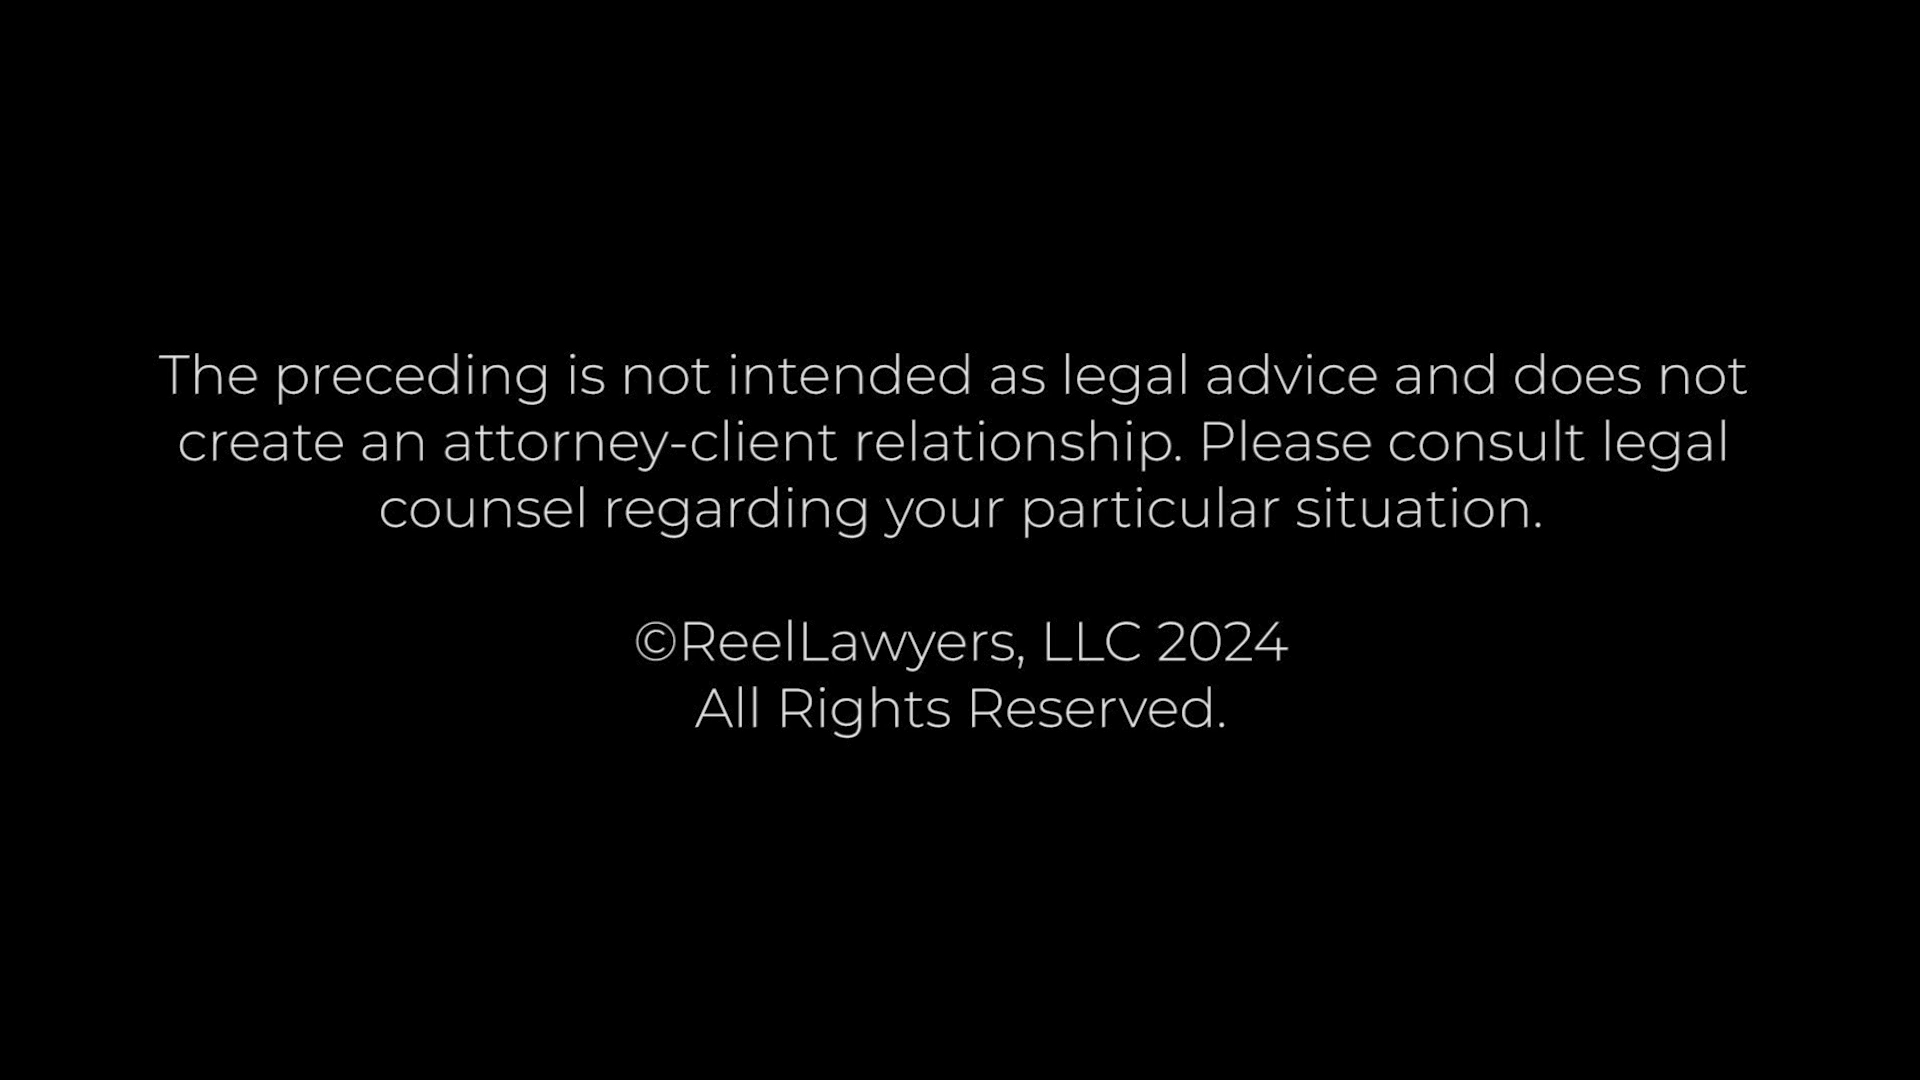 The preceding is not intended as legal advice and does not
create an attorney-client relationship. Please consult legal
counsel regarding your particular situation.
©ReelLawyers, LLC 2024
All Rights Reserved.